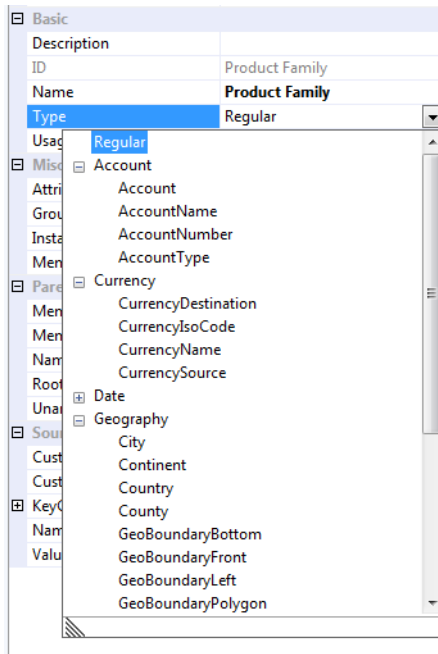 Basic
Description
ID Product Family
Name Product Family
Type Regular
Usag
Regular
Misc
Account
Attri
Account
Grou
AccountName
Insta
AccountNumber
Men
AccountType
Pare
Currency
Men
CurrencyDestination
Men
CurrencyIsoCode
Nam
CurrencyName
Root
CurrencySource
Unar
Date
Sour
Geography
Cust
City
Cust
Continent
KeyC
Country
Nam
County
Valu
GeoBoundaryBottom
GeoBoundaryFront
GeoBoundaryLeft
GeoBoundaryPolygon